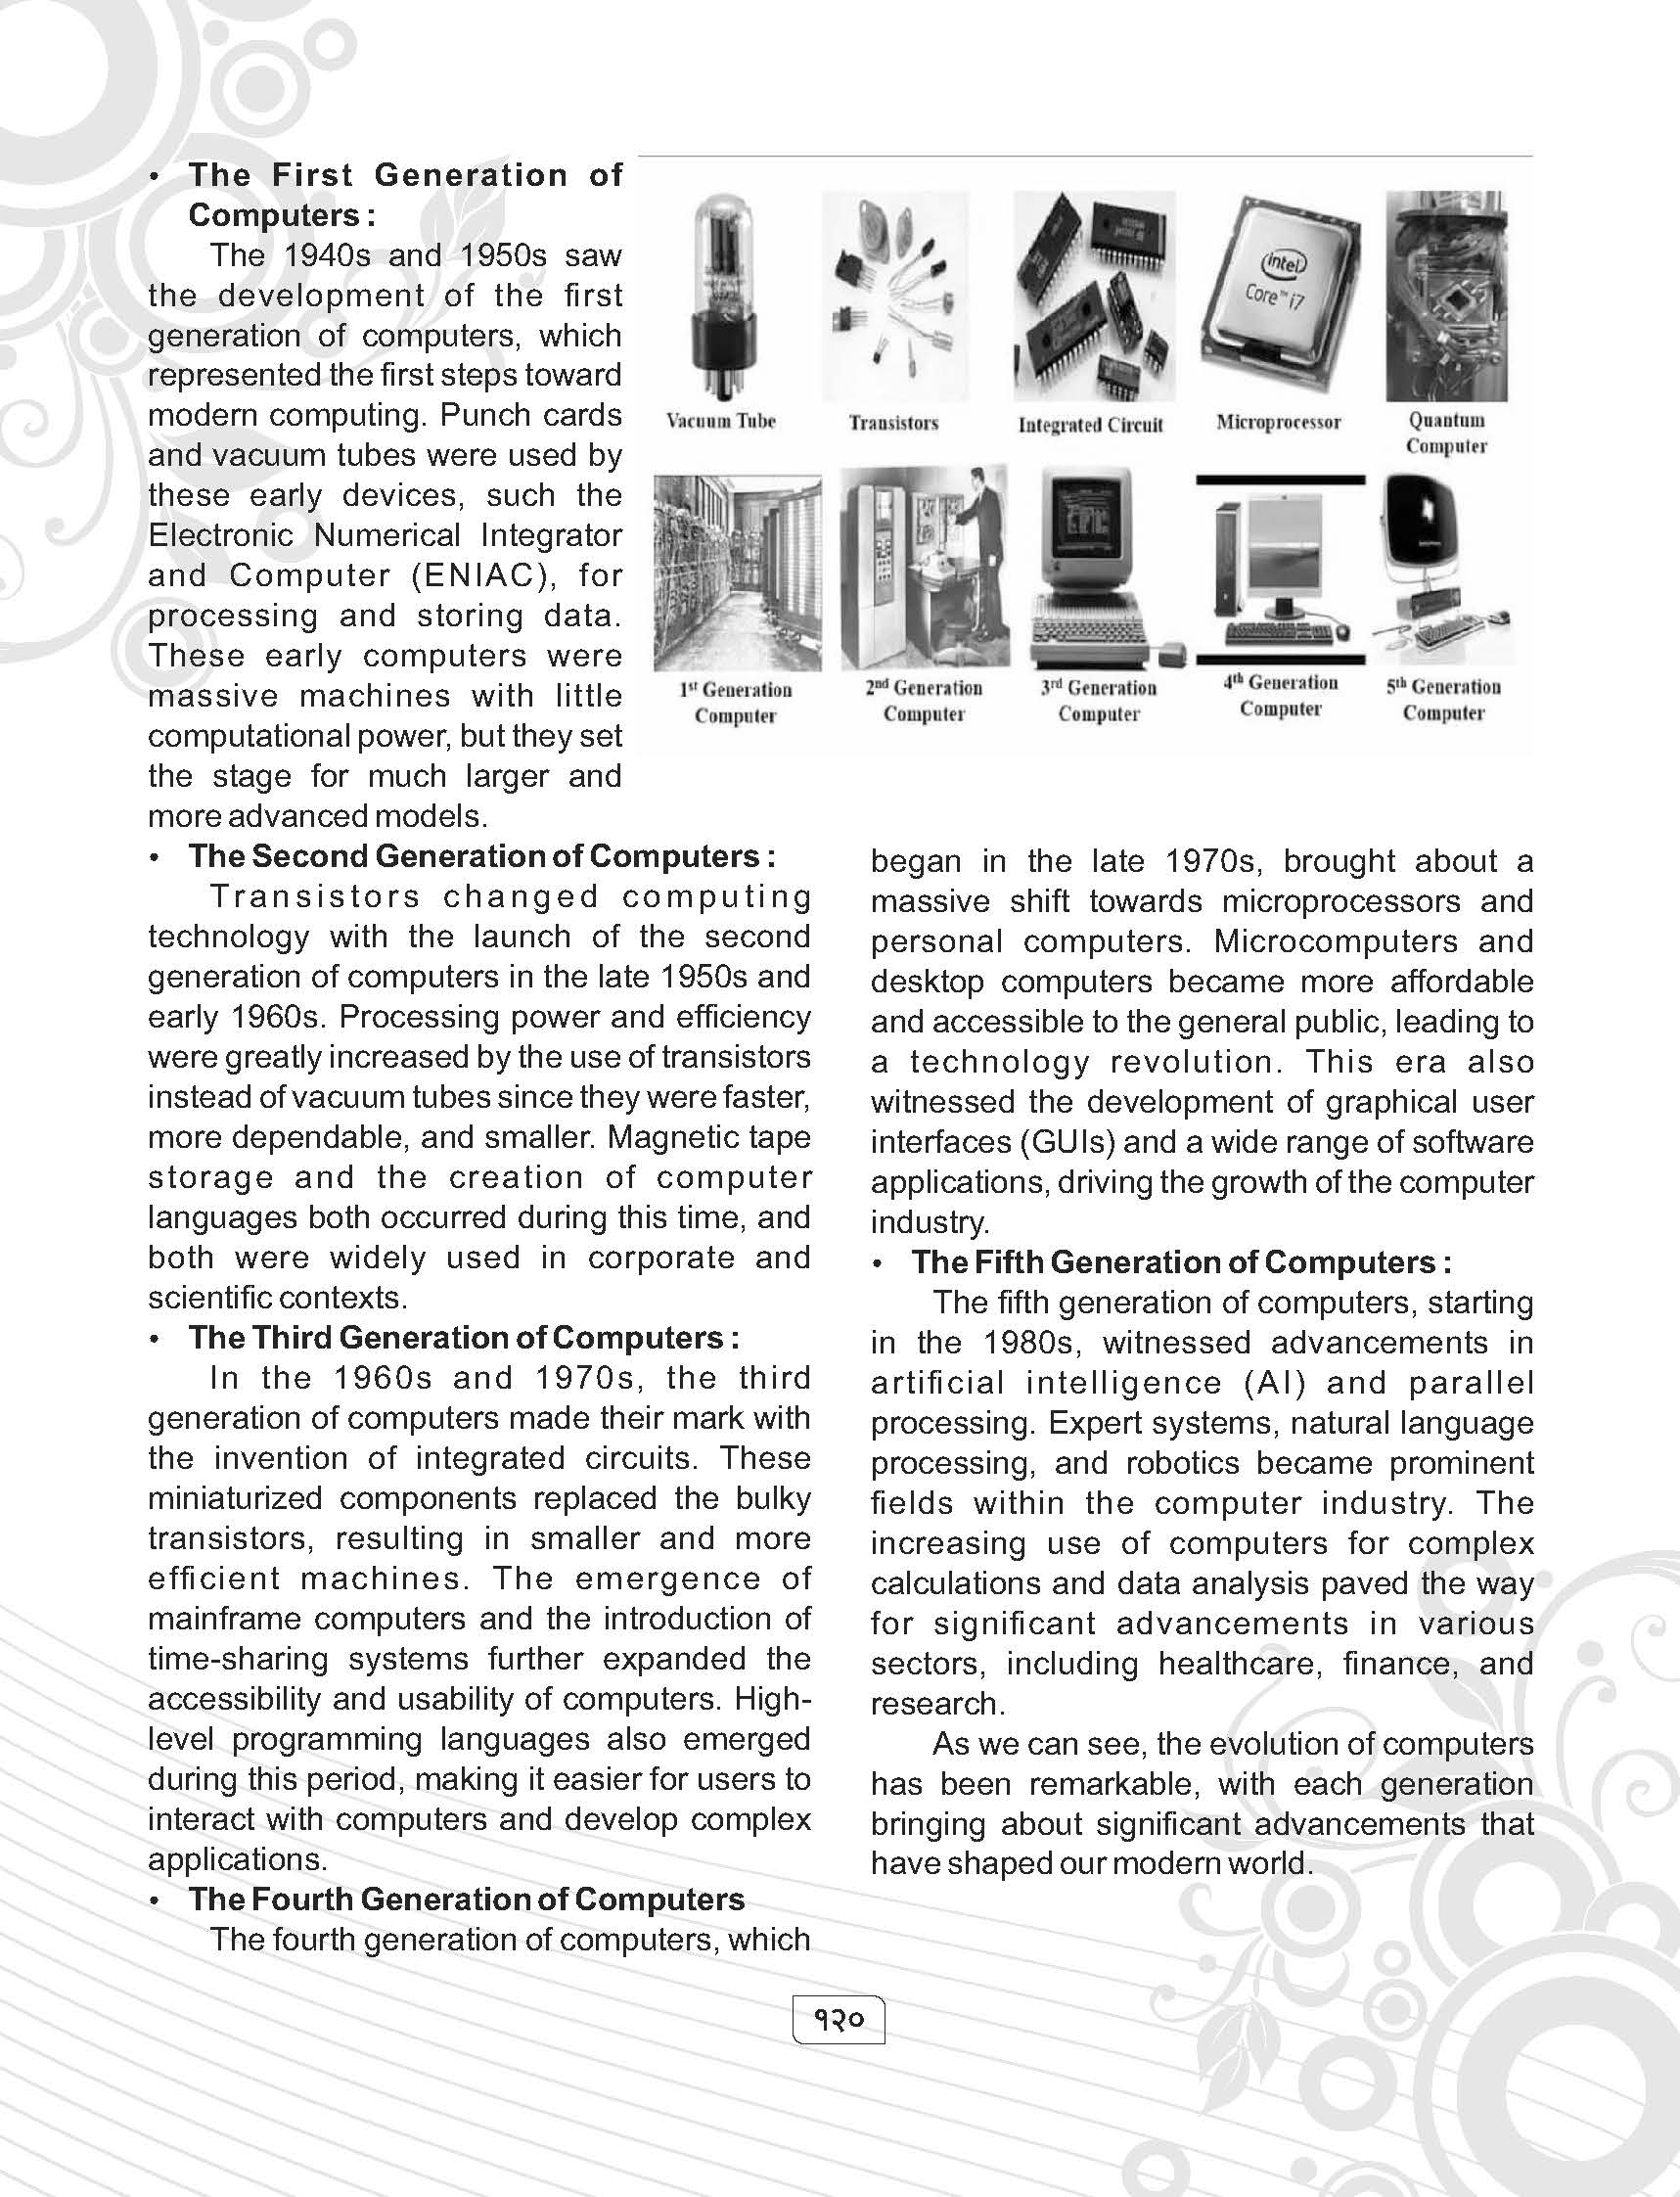 • The First Generation of
Computers :
The 1940s and 1950s saw
the development of the first
generation of computers, which
represented the first steps toward
modern computing. Punch cards
and vacuum tubes were used by
these early devices, such the
Electronic Numerical Integrator
and Computer (ENIAC), for
processing and storing data.
These early computers were
massive machines with little
computational power, but they set
the stage for much larger and
more advanced models.
intel
Core™ i7
Vacuum Tube
Transistors
Integrated Circuit
Microprocessor
Quantum
Computer
1st Generation
Computer
2nd Generation
Computer
3rd Generation
Computer
4th Generation
Computer
5th Generation
Computer
• The Second Generation of Computers :
Transistors changed computing
technology with the launch of the second
generation of computers in the late 1950s and
early 1960s. Processing power and efficiency
were greatly increased by the use of transistors
instead of vacuum tubes since they were faster,
more dependable, and smaller. Magnetic tape
storage and the creation of computer
languages both occurred during this time, and
both were widely used in corporate and
scientific contexts.
• The Third Generation of Computers :
In the 1960s and 1970s, the third
generation of computers made their mark with
the invention of integrated circuits. These
miniaturized components replaced the bulky
transistors, resulting in smaller and more
efficient machines. The emergence of
mainframe computers and the introduction of
time-sharing systems further expanded the
accessibility and usability of computers. High-
level programming languages also emerged
during this period, making it easier for users to
interact with computers and develop complex
applications.
• The Fourth Generation of Computers
The fourth generation of computers, which
began in the late 1970s, brought about a
massive shift towards microprocessors and
personal computers. Microcomputers and
desktop computers became more affordable
and accessible to the general public, leading to
a technology revolution. This era also
witnessed the development of graphical user
interfaces (GUIs) and a wide range of software
applications, driving the growth of the computer
industry.
• The Fifth Generation of Computers :
The fifth generation of computers, starting
in the 1980s, witnessed advancements in
artificial intelligence (AI) and parallel
processing. Expert systems, natural language
processing, and robotics became prominent
fields within the computer industry. The
increasing use of computers for complex
calculations and data analysis paved the way
for significant advancements in various
sectors, including healthcare, finance, and
research.
As we can see, the evolution of computers
has been remarkable, with each generation
bringing about significant advancements that
have shaped our modern world.
१२०